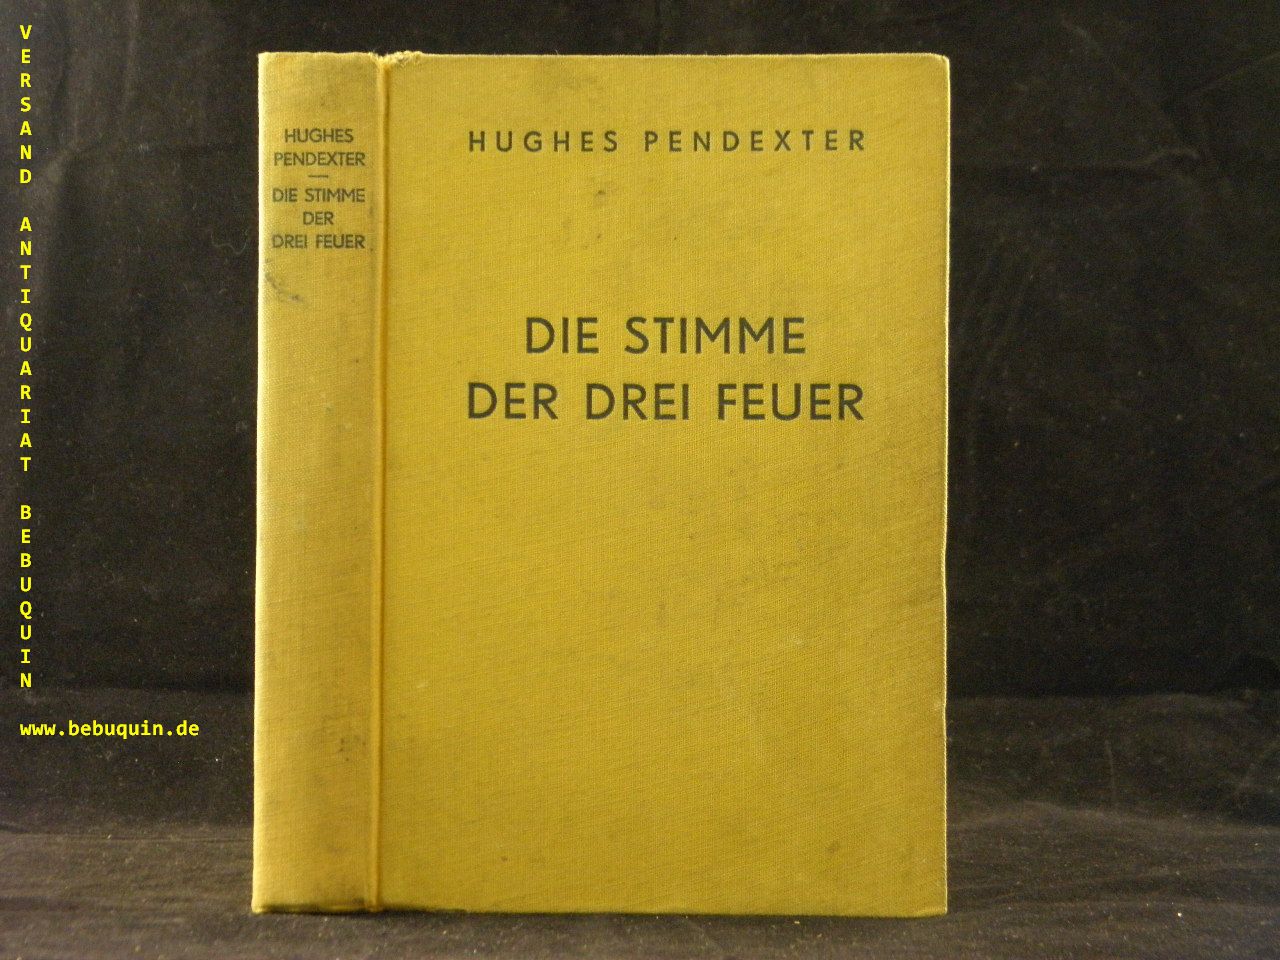 VERSAND ANTIQUARIAT BEBUQUIN
www.bebuquin.de
HUGHES
PENDEXTER
DIE STIMME
DER
DREI FEUER
HUGHES PENDEXTER
DIE STIMME
DER DREI FEUER